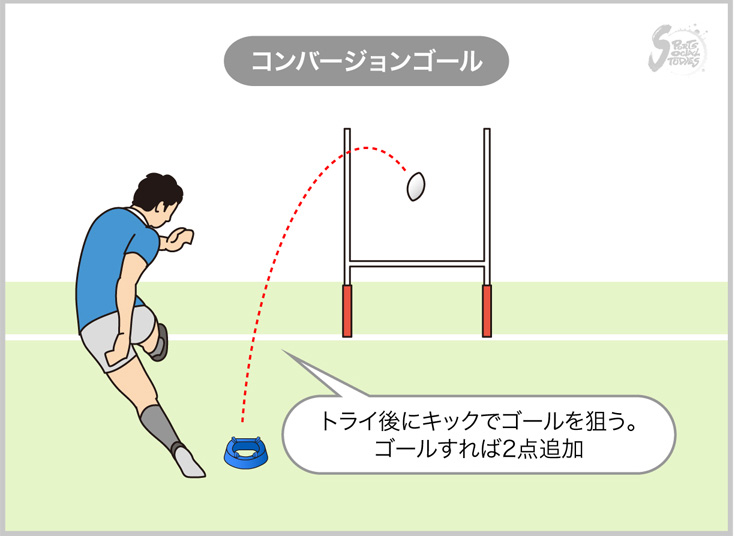 コンバージョンゴール
SPORTS
SOCIAL
STUDIES
トライ後にキックでゴールを狙う。
ゴールすれば2点追加